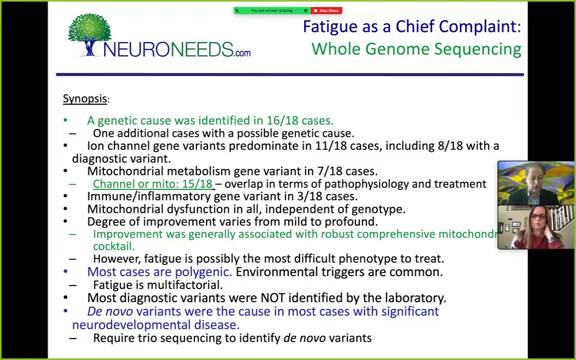 You are screen sharing
Stop Share
NEURONEEDS.com
Fatigue as a Chief Complaint:
Whole Genome Sequencing
Synopsis:
• A genetic cause was identified in 16/18 cases.
– One additional cases with a possible genetic cause.
• Ion channel gene variants predominate in 11/18 cases, including 8/18 with a
diagnostic variant.
• Mitochondrial metabolism gene variant in 7/18 cases.
– Channel or mito: 15/18 – overlap in terms of pathophysiology and treatment
• Immune/inflammatory gene variant in 3/18 cases.
• Mitochondrial dysfunction in all, independent of genotype.
• Degree of improvement varies from mild to profound.
– Improvement was generally associated with robust comprehensive mitochondr
cocktail.
– However, fatigue is possibly the most difficult phenotype to treat.
• Most cases are polygenic. Environmental triggers are common.
– Fatigue is multifactorial.
• Most diagnostic variants were NOT identified by the laboratory.
• De novo variants were the cause in most cases with significant
neurodevelopmental disease.
– Require trio sequencing to identify de novo variants